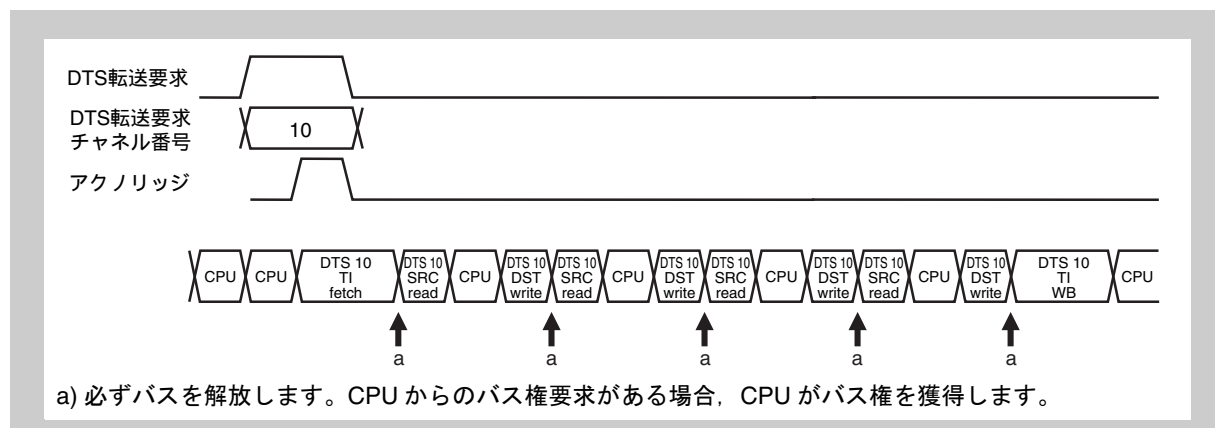 DTS転送要求
DTS転送要求
チャネル番号
10
アクノリッジ
CPU
CPU
DTS 10
TI
fetch
DTS 10
SRC
read
CPU
DTS 10
DST
write
DTS 10
SRC
read
CPU
DTS 10
DST
write
DTS 10
SRC
read
CPU
DTS 10
DST
write
DTS 10
SRC
read
CPU
DTS 10
DST
write
DTS 10
TI
WB
CPU
a
a
a
a
a
a) 必ずバスを解放します。CPU からのバス権要求がある場合，CPU がバス権を獲得します。